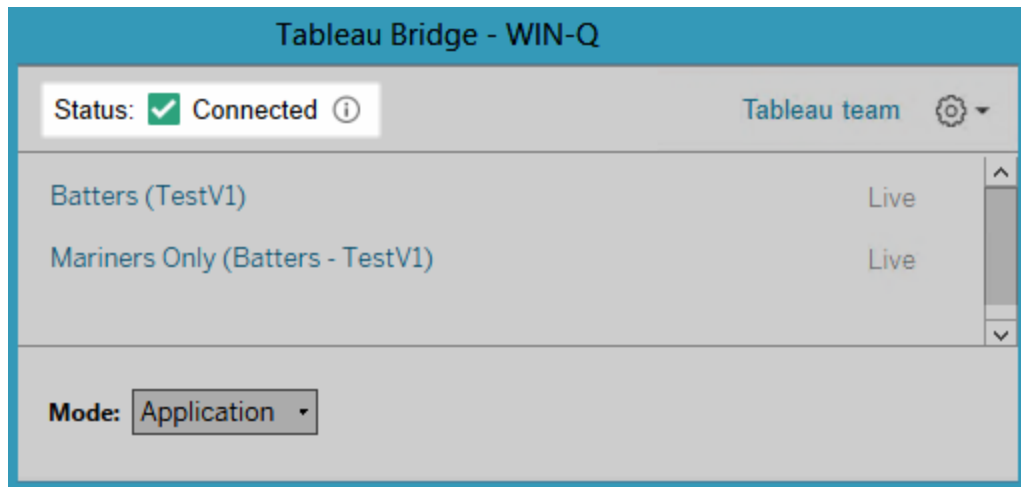 Tableau Bridge - WIN-Q
Status: Connected Tableau team
Batters (TestV1) Live
Mariners Only (Batters - TestV1) Live
Mode: Application